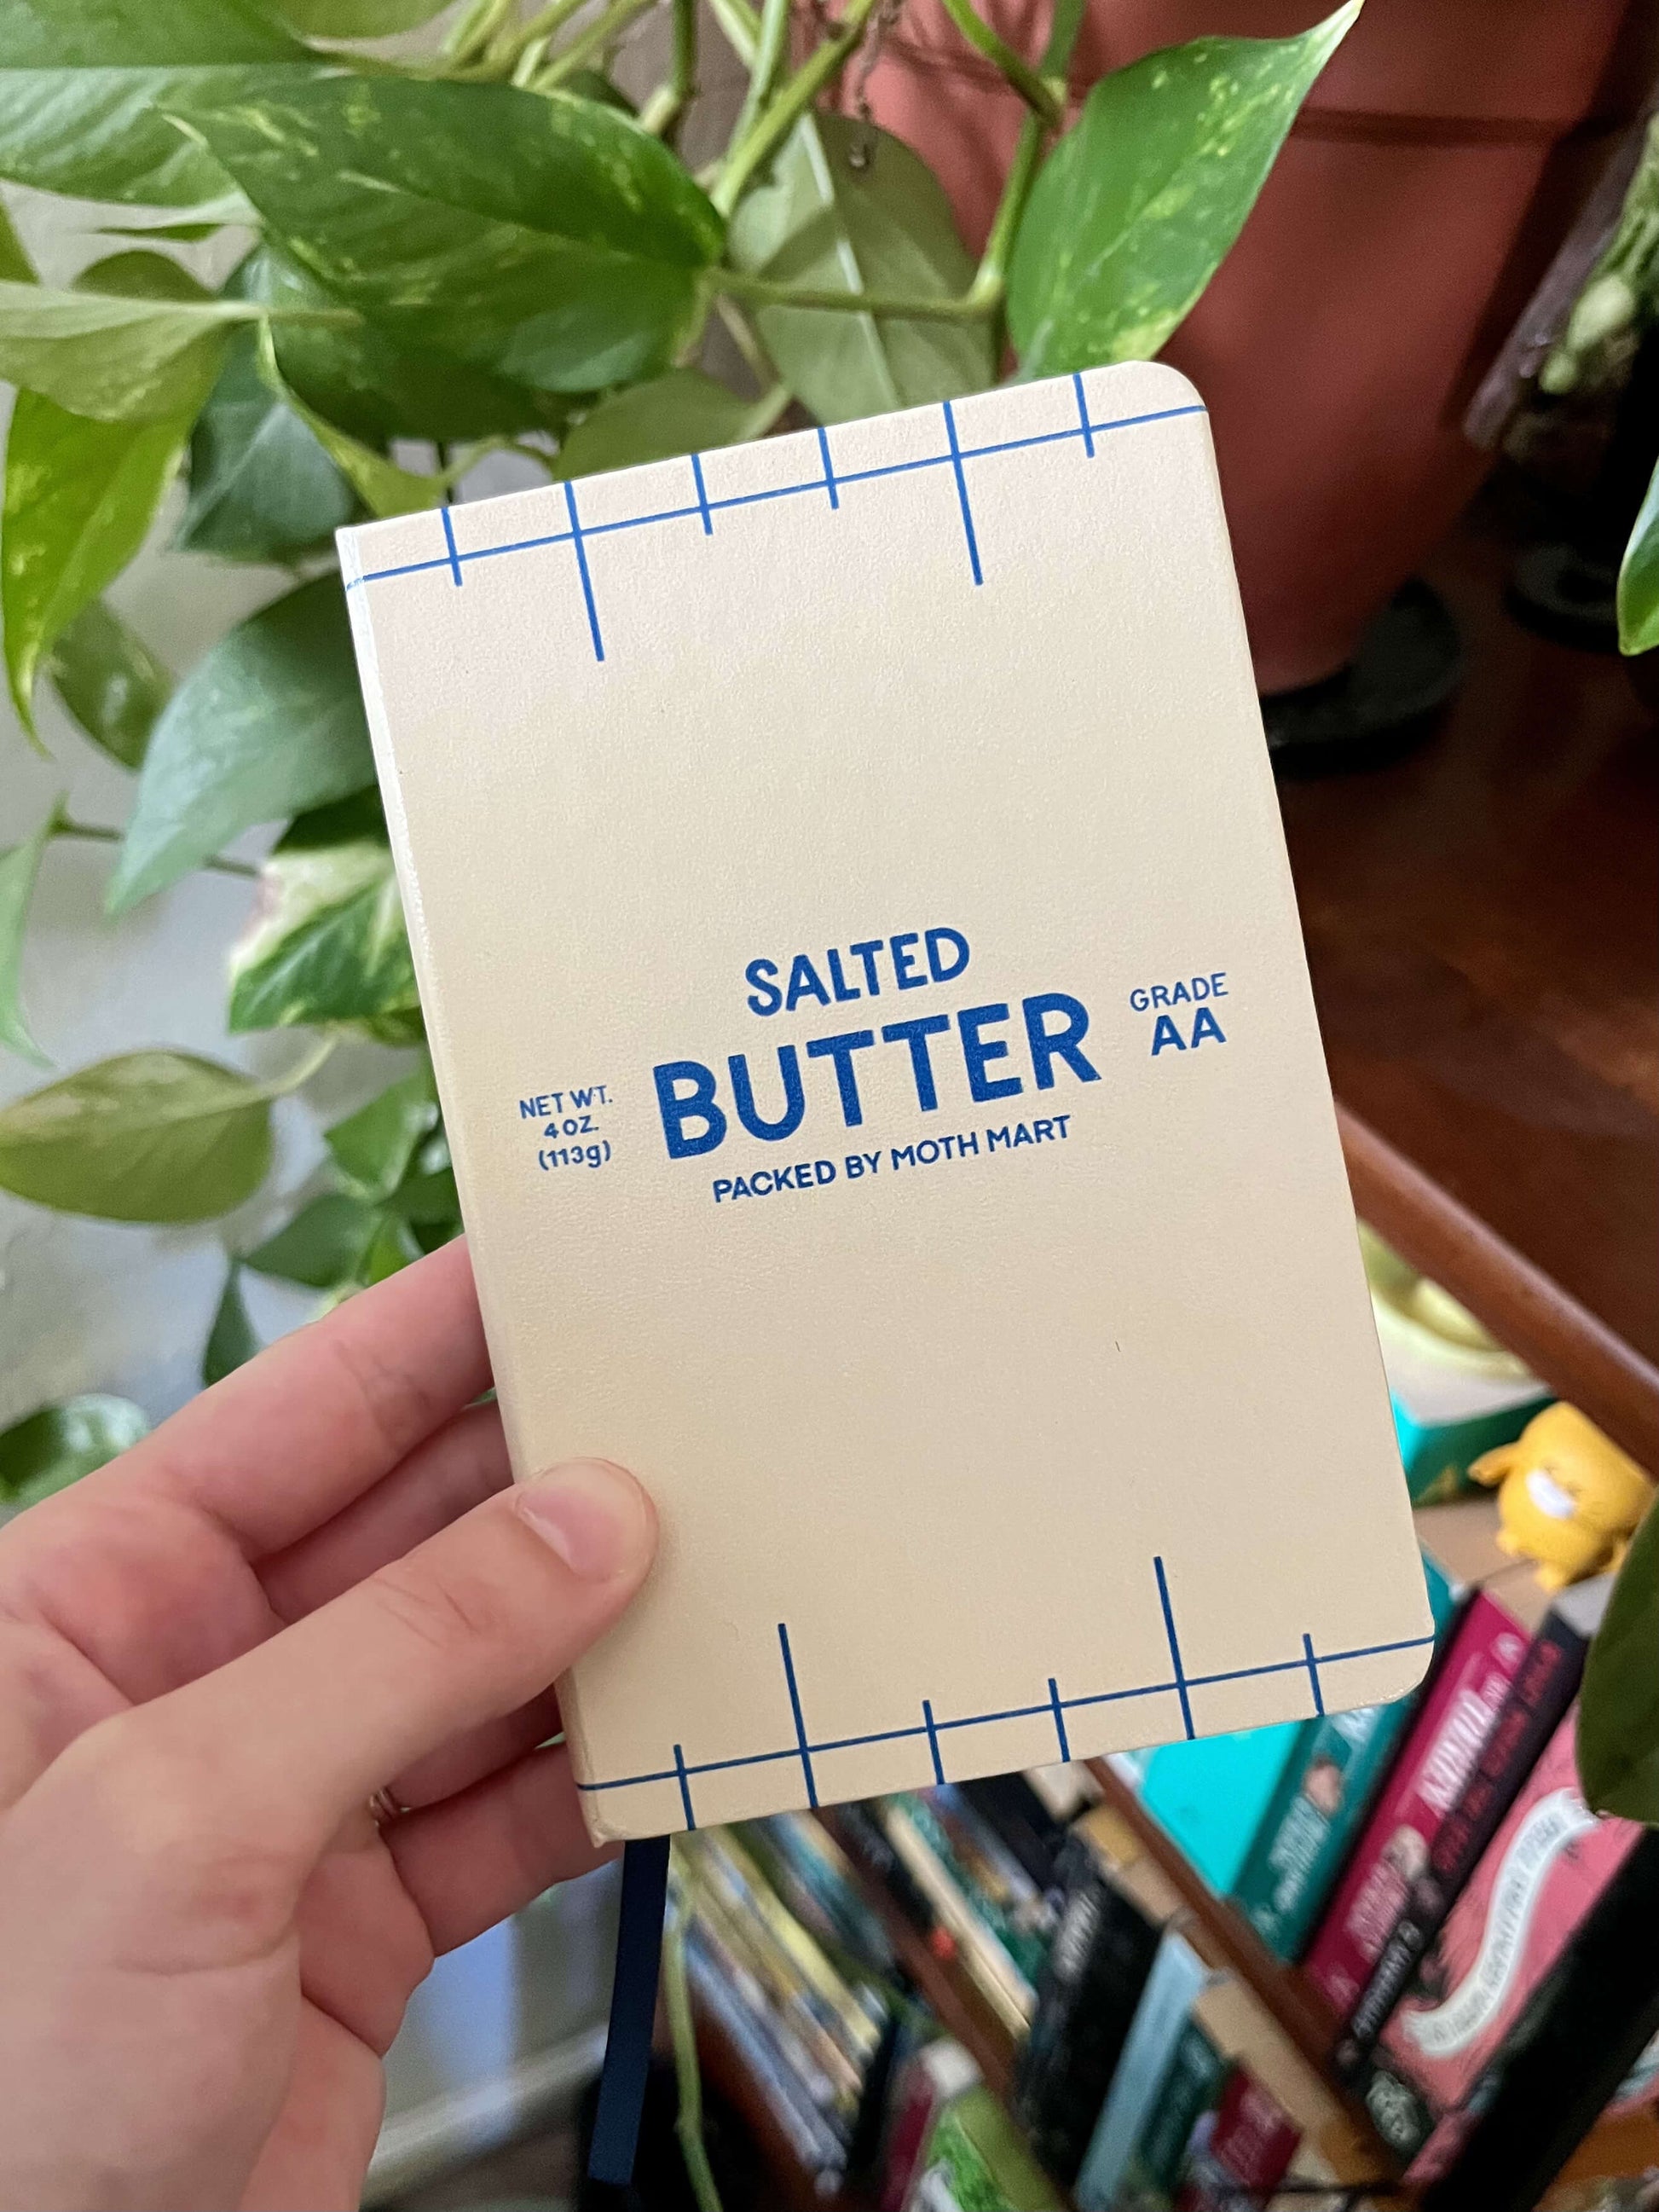 SALTED
BUTTER
GRADE
AA
NET WT.
4 OZ.
(113g)
PACKED BY MOTH MART